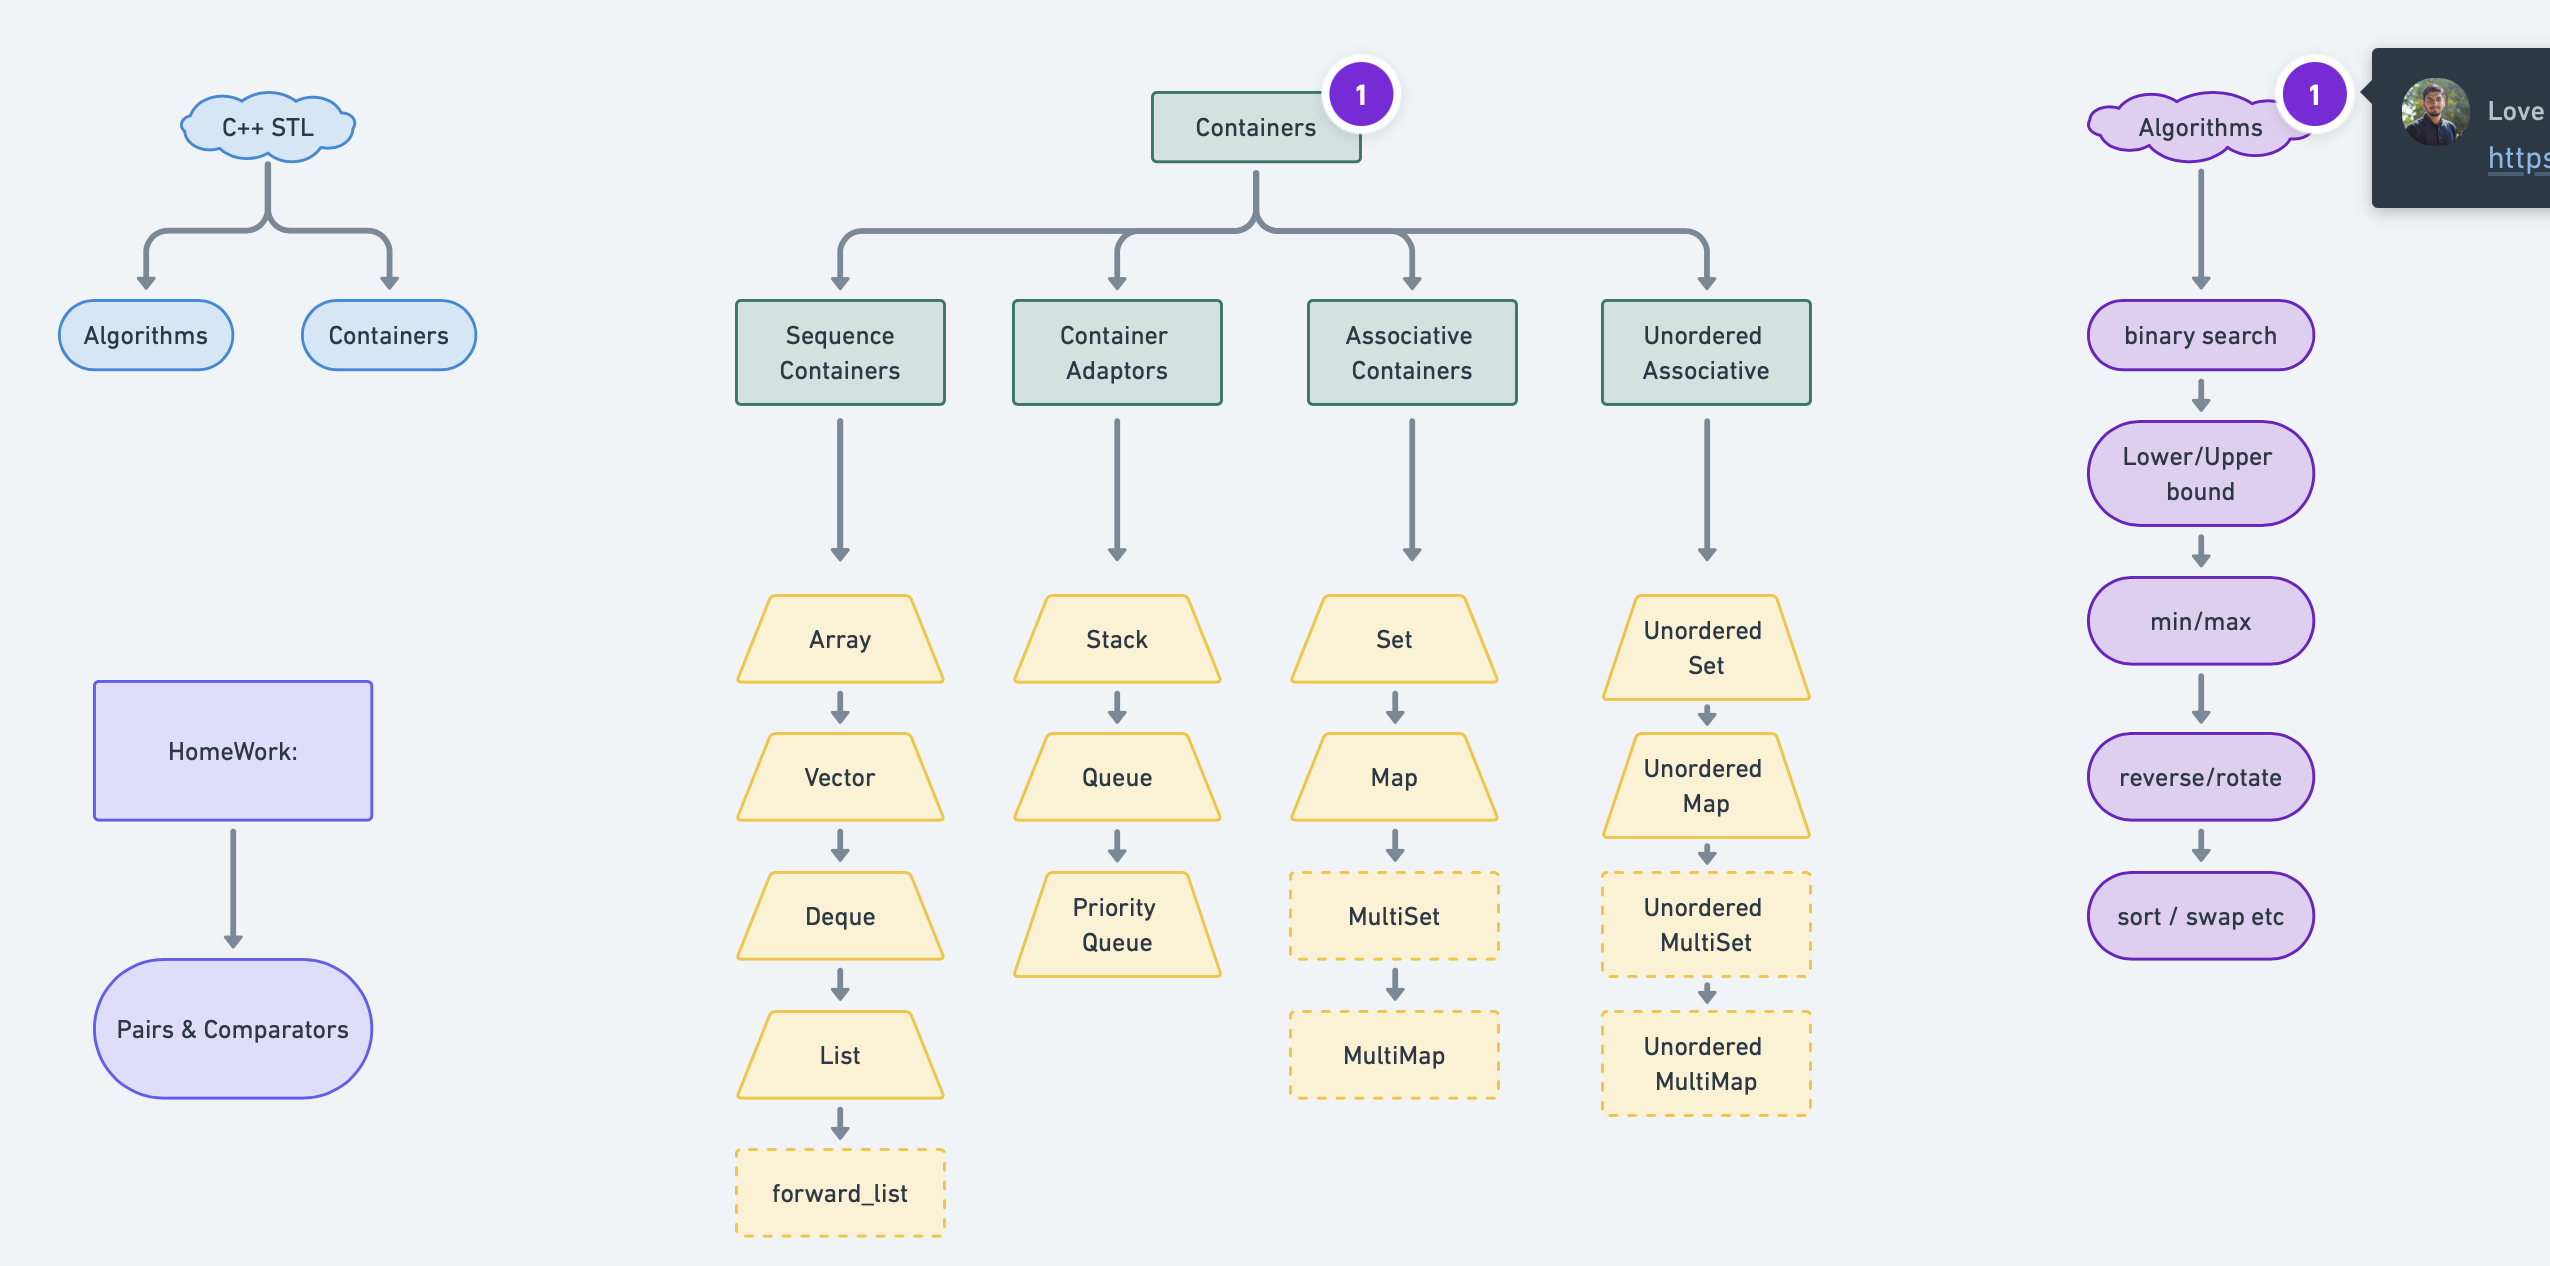 C++ STL
Algorithms
Containers
HomeWork:
Pairs & Comparators
Containers
1
Sequence
Containers
Array
Vector
Deque
List
forward_list
Container
Adaptors
Stack
Queue
Priority
Queue
Associative
Containers
Set
Map
MultiSet
MultiMap
Unordered
Associative
Unordered
Set
Unordered
Map
Unordered
MultiSet
Unordered
MultiMap
Algorithms
1
binary search
Lower/Upper
bound
min/max
reverse/rotate
sort / swap etc
Love
https